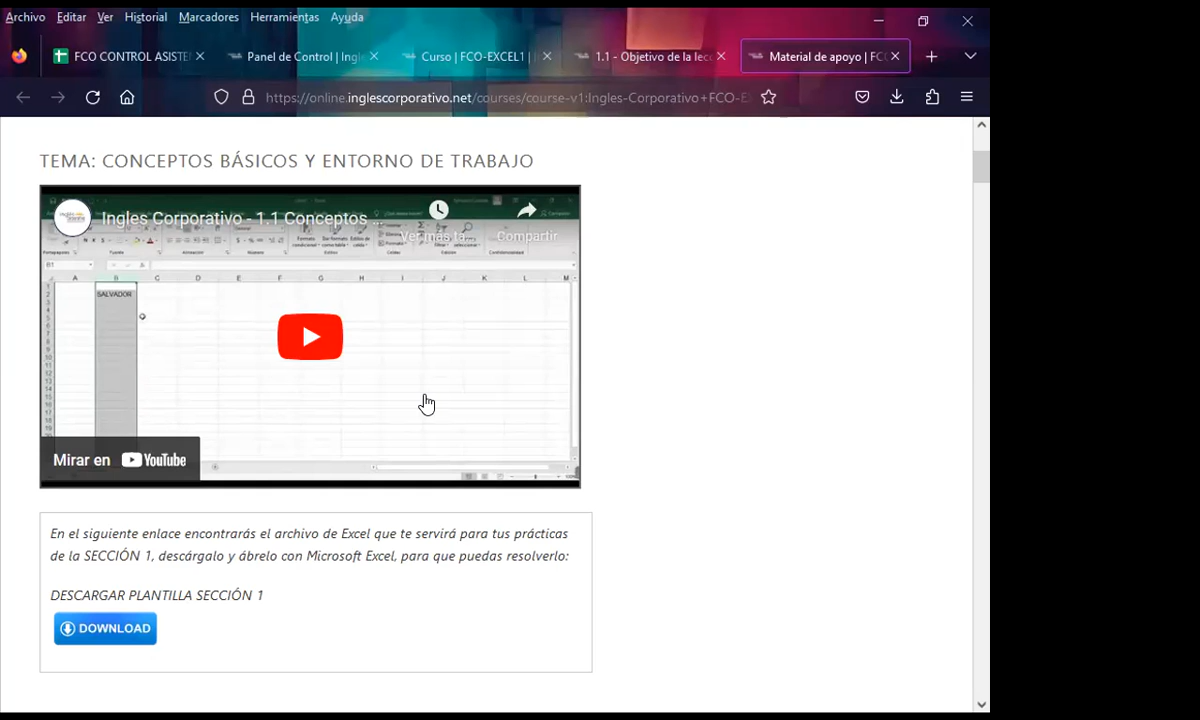 Archivo Editar Ver Historial Marcadores Herramientas Ayuda
FCO CONTROL ASISTEN
Panel de Control | Ingl
Curso | FCO-EXCEL1 |
1.1 - Objetivo de la lecc
Material de apoyo | FC
https://online.inglescorporativo.net/courses/course-v1:Ingles-Corporativo+FCO-E
TEMA: CONCEPTOS BÁSICOS Y ENTORNO DE TRABAJO
Ingles Corporativo - 1.1 Conceptos ...
Ver más ta...
Compartir
B1
A B C D E F G H I J K L M
SALVADOR
Mirar en YouTube
En el siguiente enlace encontrarás el archivo de Excel que te servirá para tus prácticas
de la SECCIÓN 1, descárgalo y ábrelo con Microsoft Excel, para que puedas resolverlo:
DESCARGAR PLANTILLA SECCIÓN 1
DOWNLOAD